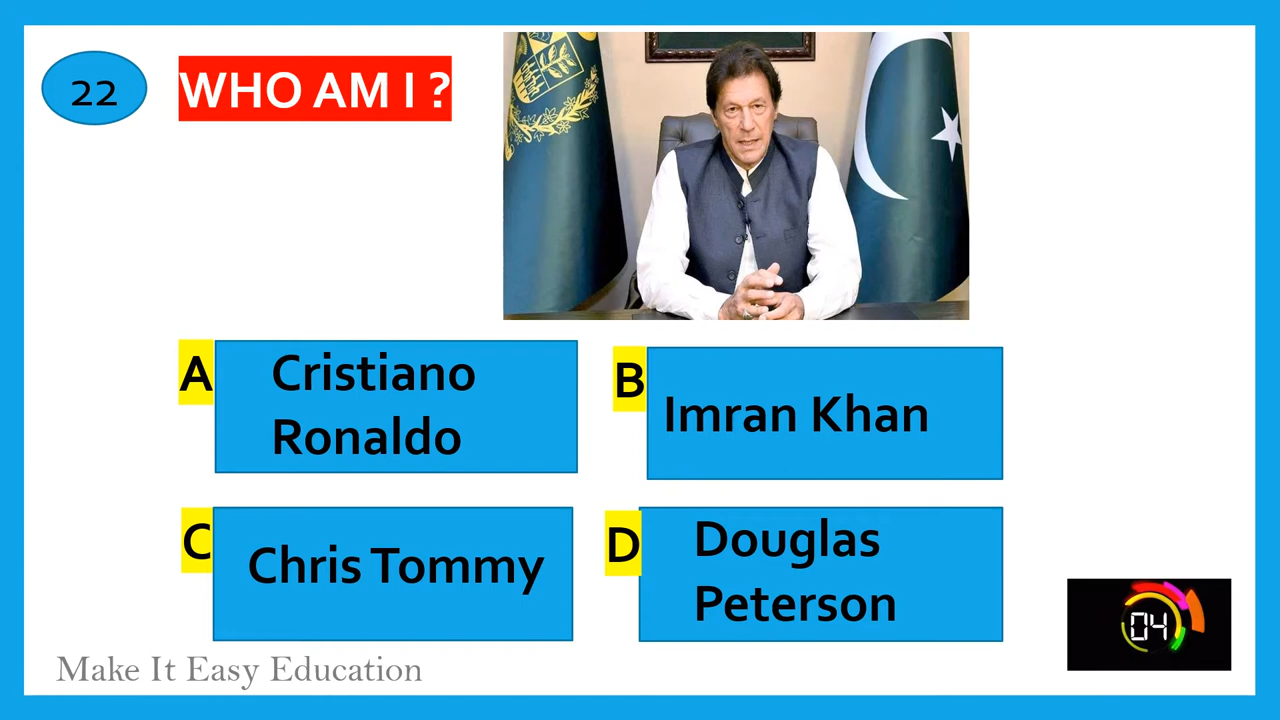 22
WHO AM I ?
A
Cristiano
Ronaldo
B
Imran Khan
C
Chris Tommy
D
Douglas
Peterson
04
Make It Easy Education